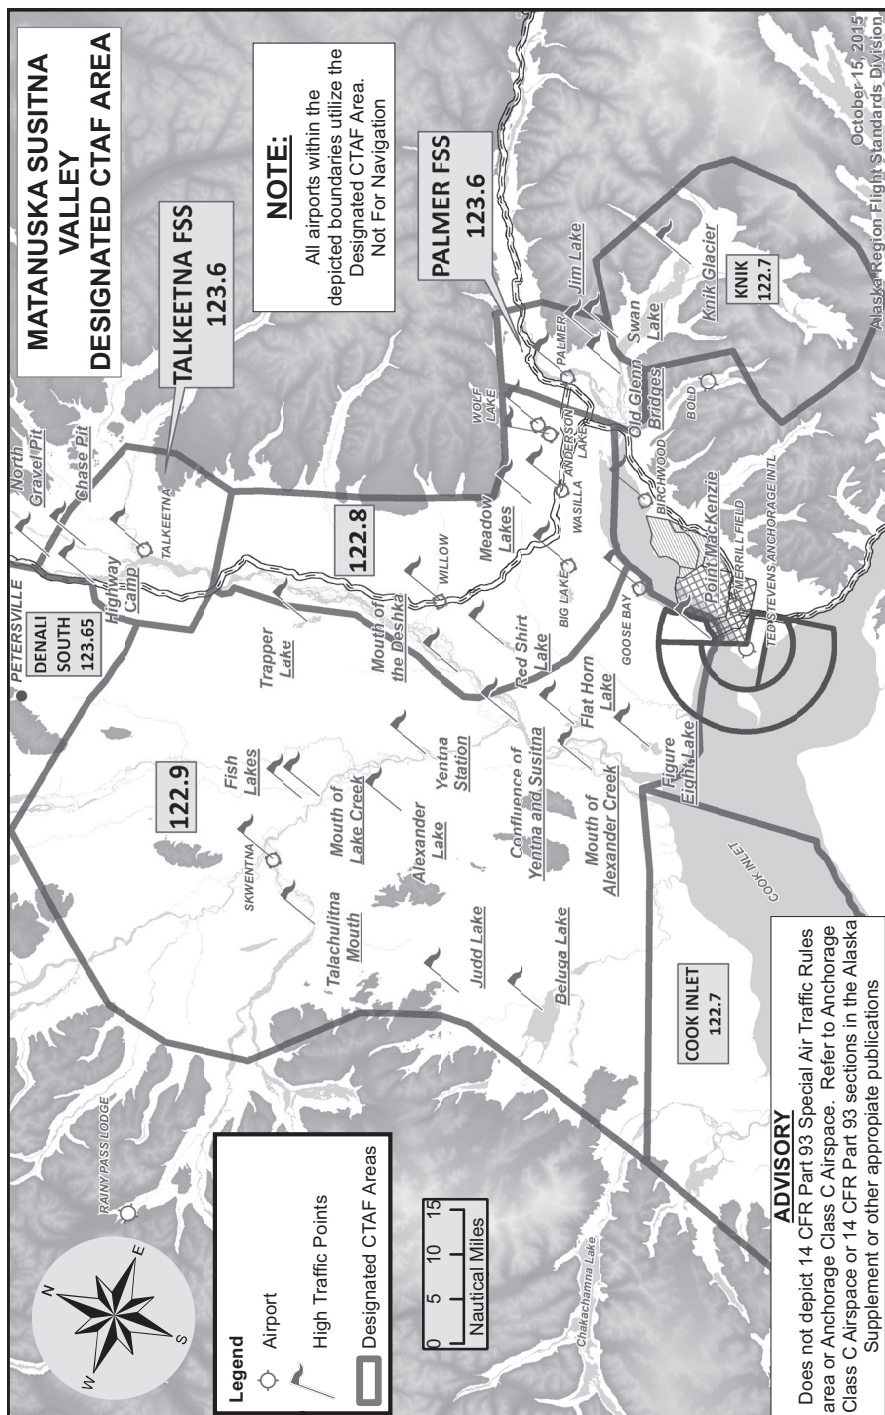 MATANUSKA SUSITNA
VALLEY
DESIGNATED CTAF AREA
TALKEETNA FSS
123.6
NOTE:
All airports within the
depicted boundaries utilize the
Designated CTAF Area.
Not For Navigation
PALMER FSS
123.6
PETERSVILLE
DENALI
SOUTH
123.65
North
Gravel Pit
Chase Pit
Highway
Camp
TALKEETNA
122.8
Trapper
Lake
Mouth of
the Deshka
WILLOW
Red Shirt
Lake
Meadow
Lakes
WOLF
LAKE
ANDERSON
LAKE
WASILLA
BIG LAKE
GOOSE BAY
PALMER
Jim Lake
Swan
Lake
Old Glenn
Bridges
Knik Glacier
KNIK
122.7
BOLD
BIRCHWOOD
Point MacKenzie
MERRILL FIELD
TED STEVENS ANCHORAGE INTL
122.9
Fish
Lakes
SKWENTNA
Mouth of
Lake Creek
Yentna
Station
Alexander
Lake
Talachulitna
Mouth
Judd Lake
Beluga Lake
Confluence of
Yentna and Susitna
Flat Horn
Lake
Mouth of
Alexander Creek
Figure
Eight Lake
COOK INLET
COOK INLET
122.7
RAINY PASS LODGE
Chakachamna Lake
N
E
S
W
Legend
Airport
High Traffic Points
Designated CTAF Areas
0 5 10 15
Nautical Miles
ADVISORY
Does not depict 14 CFR Part 93 Special Air Traffic Rules
area or Anchorage Class C Airspace. Refer to Anchorage
Class C Airspace or 14 CFR Part 93 sections in the Alaska
Supplement or other appropiate publications
October 15, 2015
Alaska Region Flight Standards Division